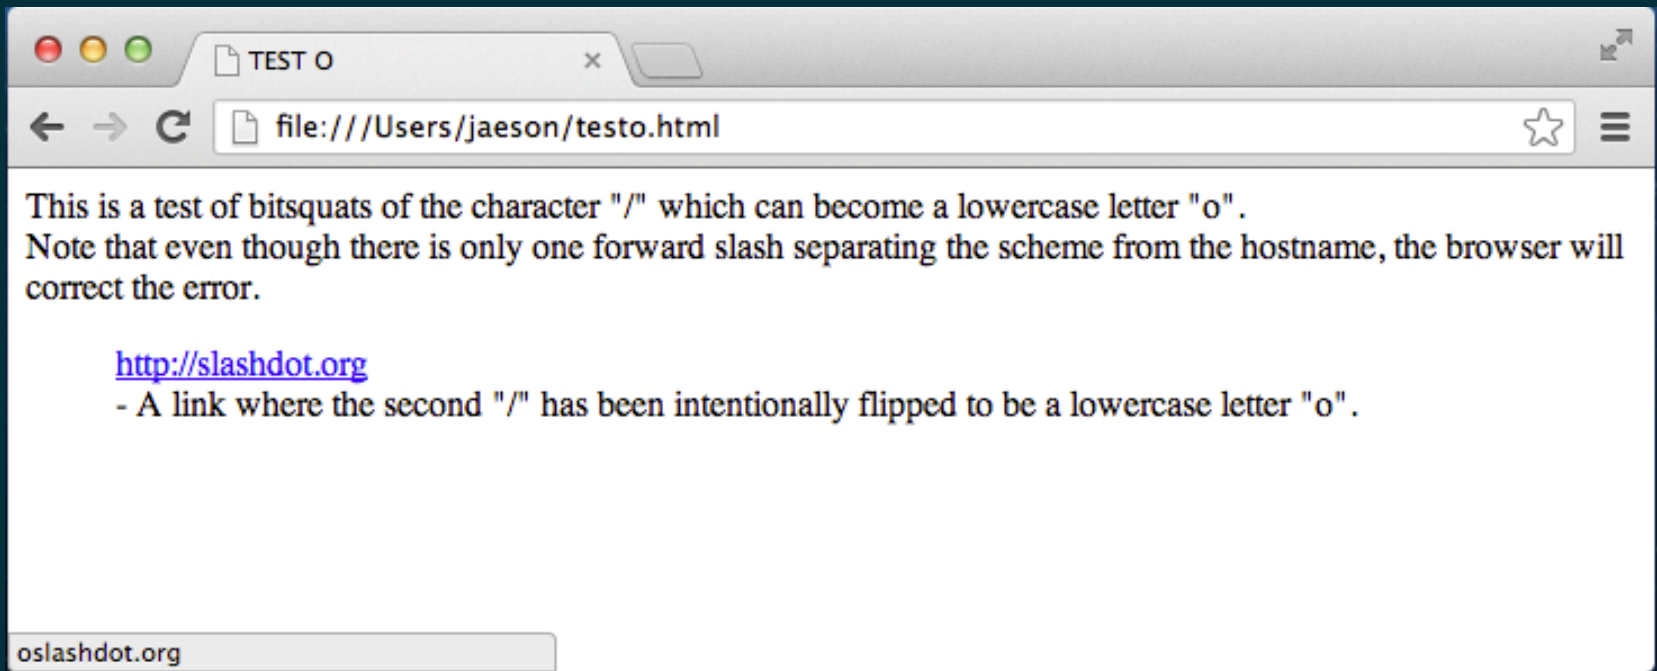 TEST O
file:///Users/jaeson/testo.html
This is a test of bitsquats of the character "/" which can become a lowercase letter "o".
Note that even though there is only one forward slash separating the scheme from the hostname, the browser will
correct the error.
http://slashdot.org
- A link where the second "/" has been intentionally flipped to be a lowercase letter "o".
oslashdot.org